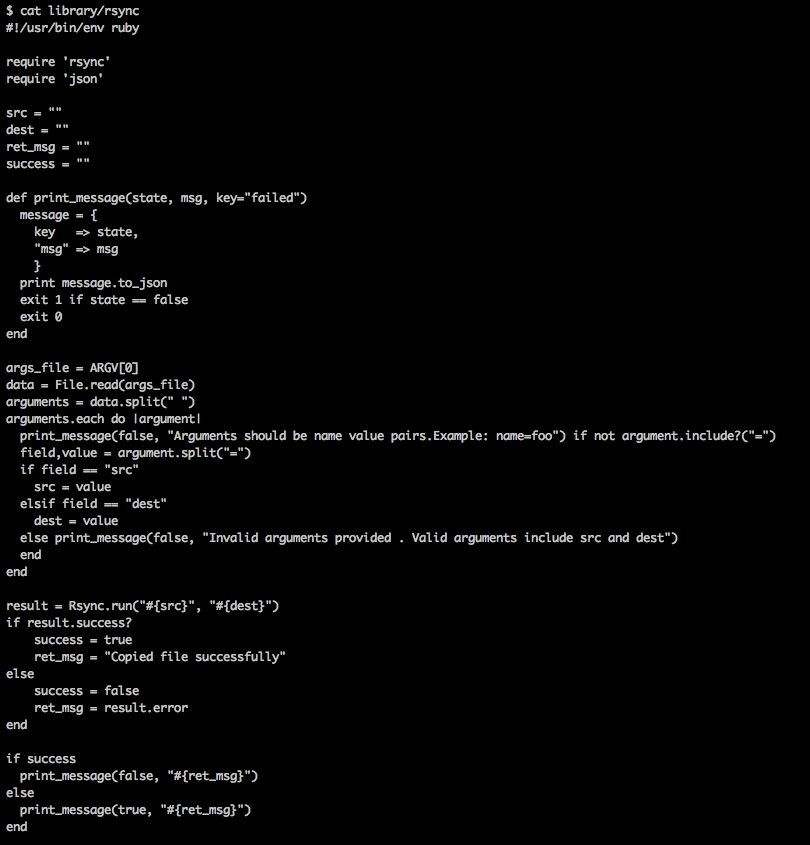 $ cat library/rsync
#!/usr/bin/env ruby

require 'rsync'
require 'json'

src = ""
dest = ""
ret_msg = ""
success = ""

def print_message(state, msg, key="failed")
  message = {
    key   => state,
    "msg" => msg
    }
  print message.to_json
  exit 1 if state == false
  exit 0
end

args_file = ARGV[0]
data = File.read(args_file)
arguments = data.split(" ")
arguments.each do |argument|
  print_message(false, "Arguments should be name value pairs.Example: name=foo") if not argument.include?("=")
  field,value = argument.split("=")
  if field == "src"
    src = value
  elsif field == "dest"
    dest = value
  else print_message(false, "Invalid arguments provided . Valid arguments include src and dest")
  end
end

result = Rsync.run("#{src}", "#{dest}")
if result.success?
    success = true
    ret_msg = "Copied file successfully"
else
    success = false
    ret_msg = result.error
end

if success
  print_message(false, "#{ret_msg}")
else
  print_message(true, "#{ret_msg}")
end